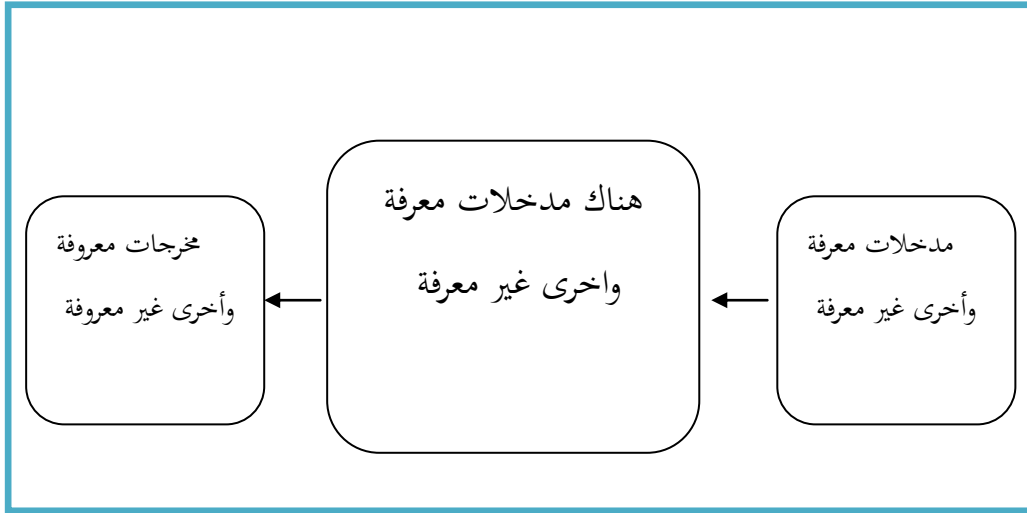 مدخلات معرفة
وأخرى غير معرفة
هناك مدخلات معرفة
واخرى غير معرفة
مخرجات معروفة
وأخرى غير معروفة